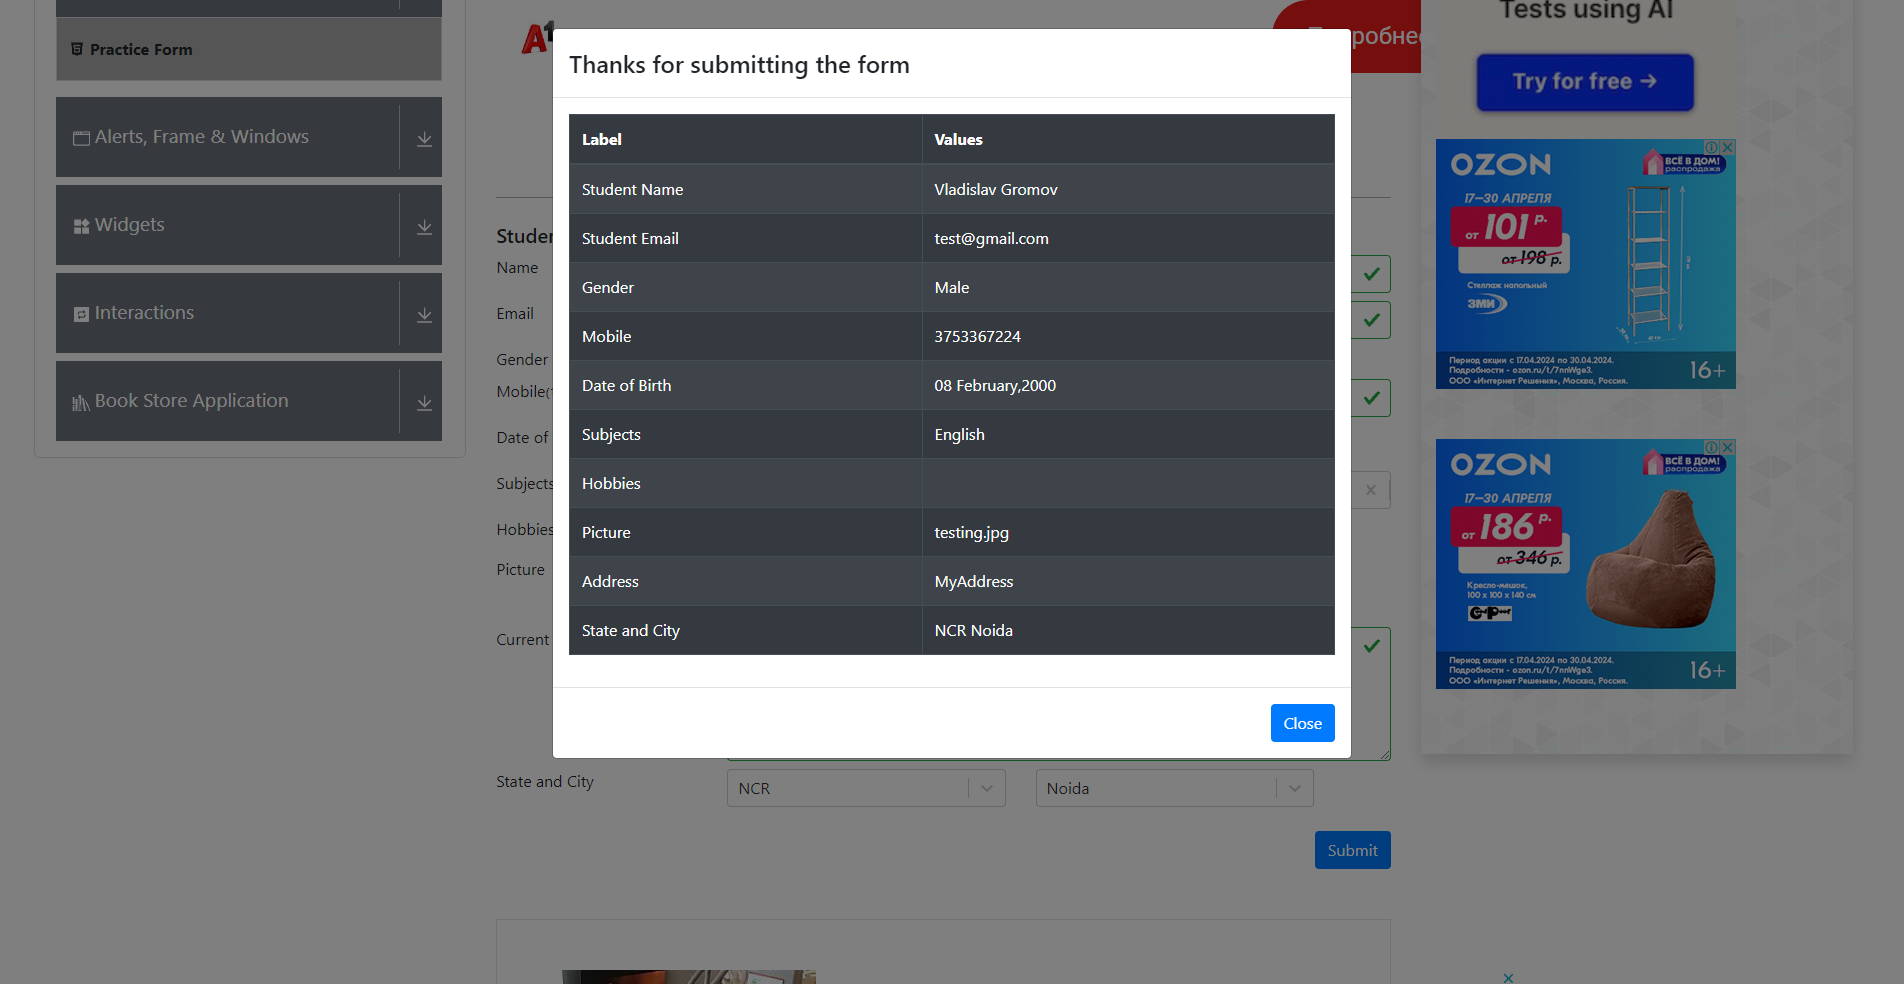 Practice Form
Alerts, Frame & Windows
Widgets
Interactions
Book Store Application
A1
Thanks for submitting the form
Label Values
Student Name Vladislav Gromov
Student Email test@gmail.com
Gender Male
Mobile 3753367224
Date of Birth 08 February,2000
Subjects English
Hobbies
Picture testing.jpg
Address MyAddress
State and City NCR Noida
Close
Name
Email
Gender
Date of
Subjects
Hobbies
Picture
Current
State and City NCR Noida
Submit
Tests using AI
Try for free →
OZON
ВСЁ В ДОМ!
распродажа
17–30 АПРЕЛЯ
от 101 р.
от 198 р.
Стеллаж напольный
ЗМИ
Период акции с 17.04.2024 по 30.04.2024.
Подробности - ozon.ru/t/7nnWge3.
ООО «Интернет Решения», Москва, Россия.
16+
OZON
ВСЁ В ДОМ!
распродажа
17–30 АПРЕЛЯ
от 186 р.
от 346 р.
Кресло-мешок,
100 x 100 x 140 см
Период акции с 17.04.2024 по 30.04.2024.
Подробности - ozon.ru/t/7nnWge3.
ООО «Интернет Решения», Москва, Россия.
16+